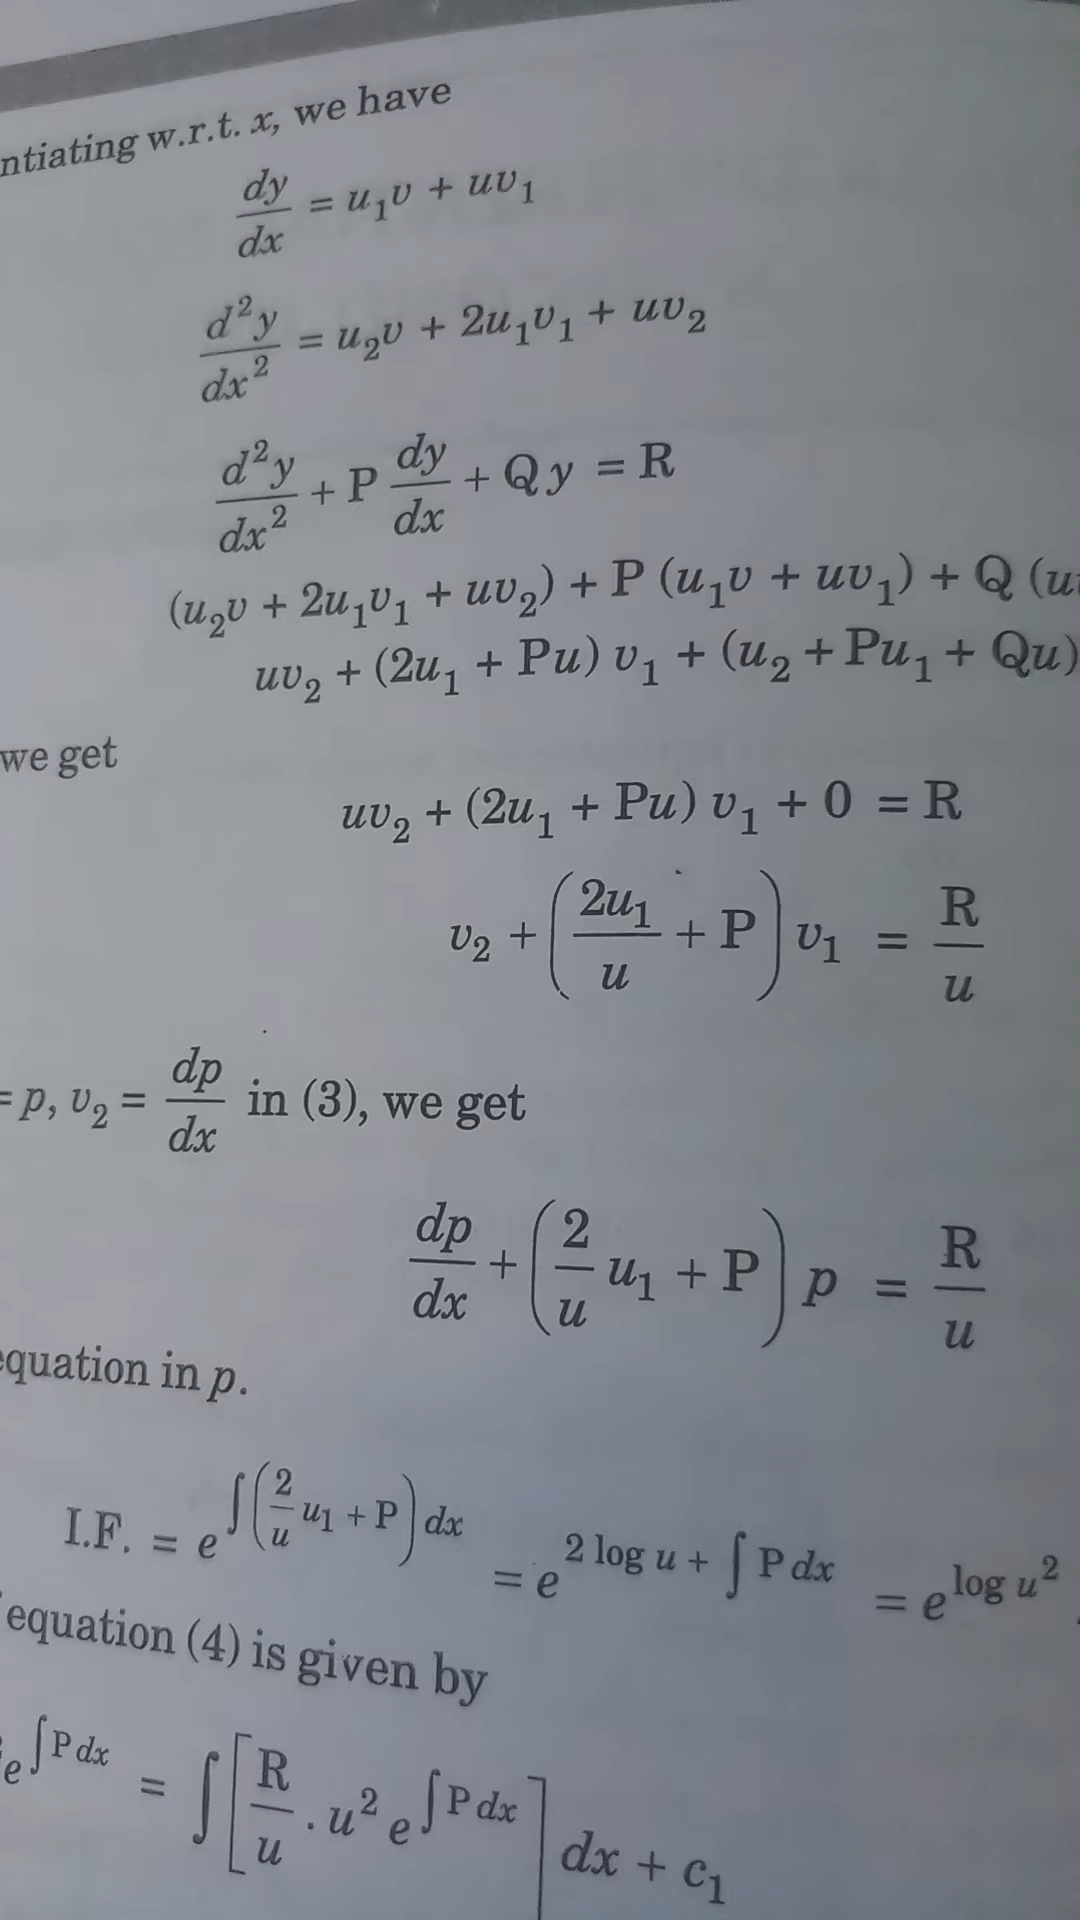 ntiating w.r.t. x, we have
dy/dx = u₁v + uv₁
d²y/dx² = u₂v + 2u₁v₁ + uv₂
d²y/dx² + P dy/dx + Qy = R
(u₂v + 2u₁v₁ + uv₂) + P (u₁v + uv₁) + Q (u
uv₂ + (2u₁ + Pu) v₁ + (u₂ + Pu₁ + Qu)
we get
uv₂ + (2u₁ + Pu) v₁ + 0 = R
v₂ + (2u₁/u + P) v₁ = R/u
= p, v₂ = dp/dx in (3), we get
dp/dx + (2/u u₁ + P) p = R/u
equation in p.
I.F. = e^∫(2/u u₁ + P) dx = e^2 log u + ∫ P dx = e^log u²
equation (4) is given by
e^∫P dx = ∫[R/u . u² e^∫P dx] dx + c₁